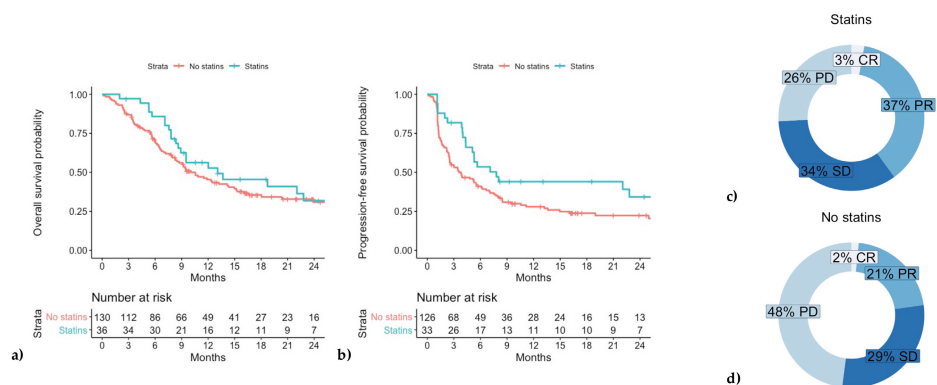 Strata No statins Statins
1.00
0.75
0.50
0.25
0.00
Overall survival probability
0 3 6 9 12 15 18 21 24
Months
Number at risk
Strata
No statins 130 112 86 66 49 41 27 23 16
Statins 36 34 30 21 16 12 11 9 7
0 3 6 9 12 15 18 21 24
Months
a)
Strata No statins Statins
1.00
0.75
0.50
0.25
0.00
Progression-free survival probability
0 3 6 9 12 15 18 21 24
Months
Number at risk
Strata
No statins 126 68 49 36 28 24 16 15 13
Statins 33 26 17 13 11 10 10 9 7
0 3 6 9 12 15 18 21 24
Months
b)
Statins
3% CR
26% PD
37% PR
34% SD
c)
No statins
2% CR
21% PR
48% PD
29% SD
d)